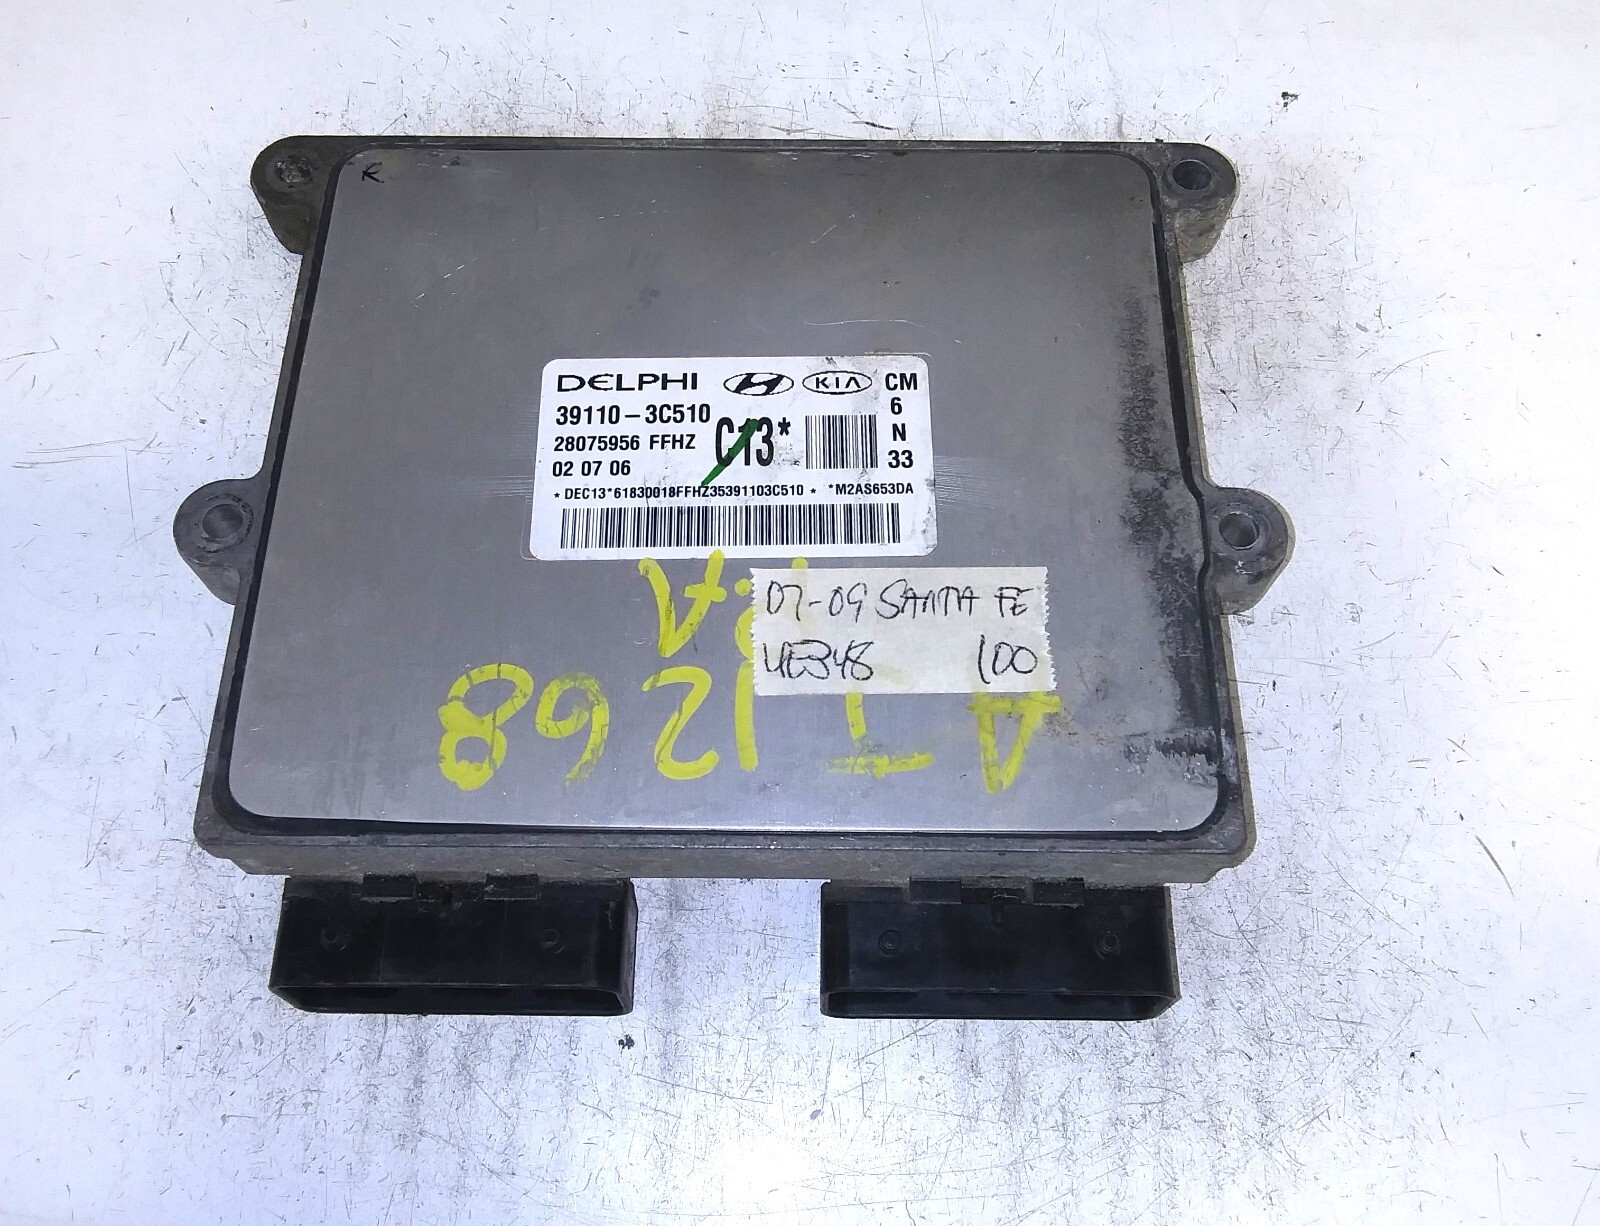 DELPHI KIA CM
39110-3C510 6
28075956 FFHZ C13* N
02 07 06 33
*DEC13*61830018FFHZ35391103C510* *M2AS653DA
07-09 SANTA FE
UE348 100
A T 1268